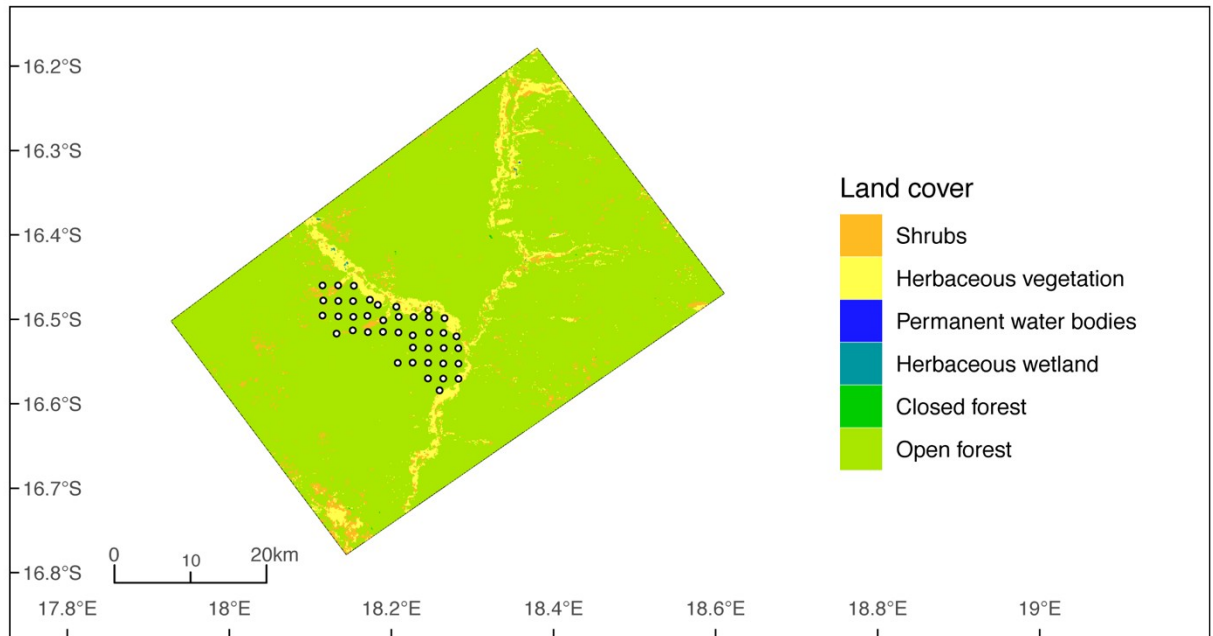 16.2°S
16.3°S
16.4°S
16.5°S
16.6°S
16.7°S
16.8°S
Land cover
Shrubs
Herbaceous vegetation
Permanent water bodies
Herbaceous wetland
Closed forest
Open forest
0 10 20km
17.8°E 18°E 18.2°E 18.4°E 18.6°E 18.8°E 19°E